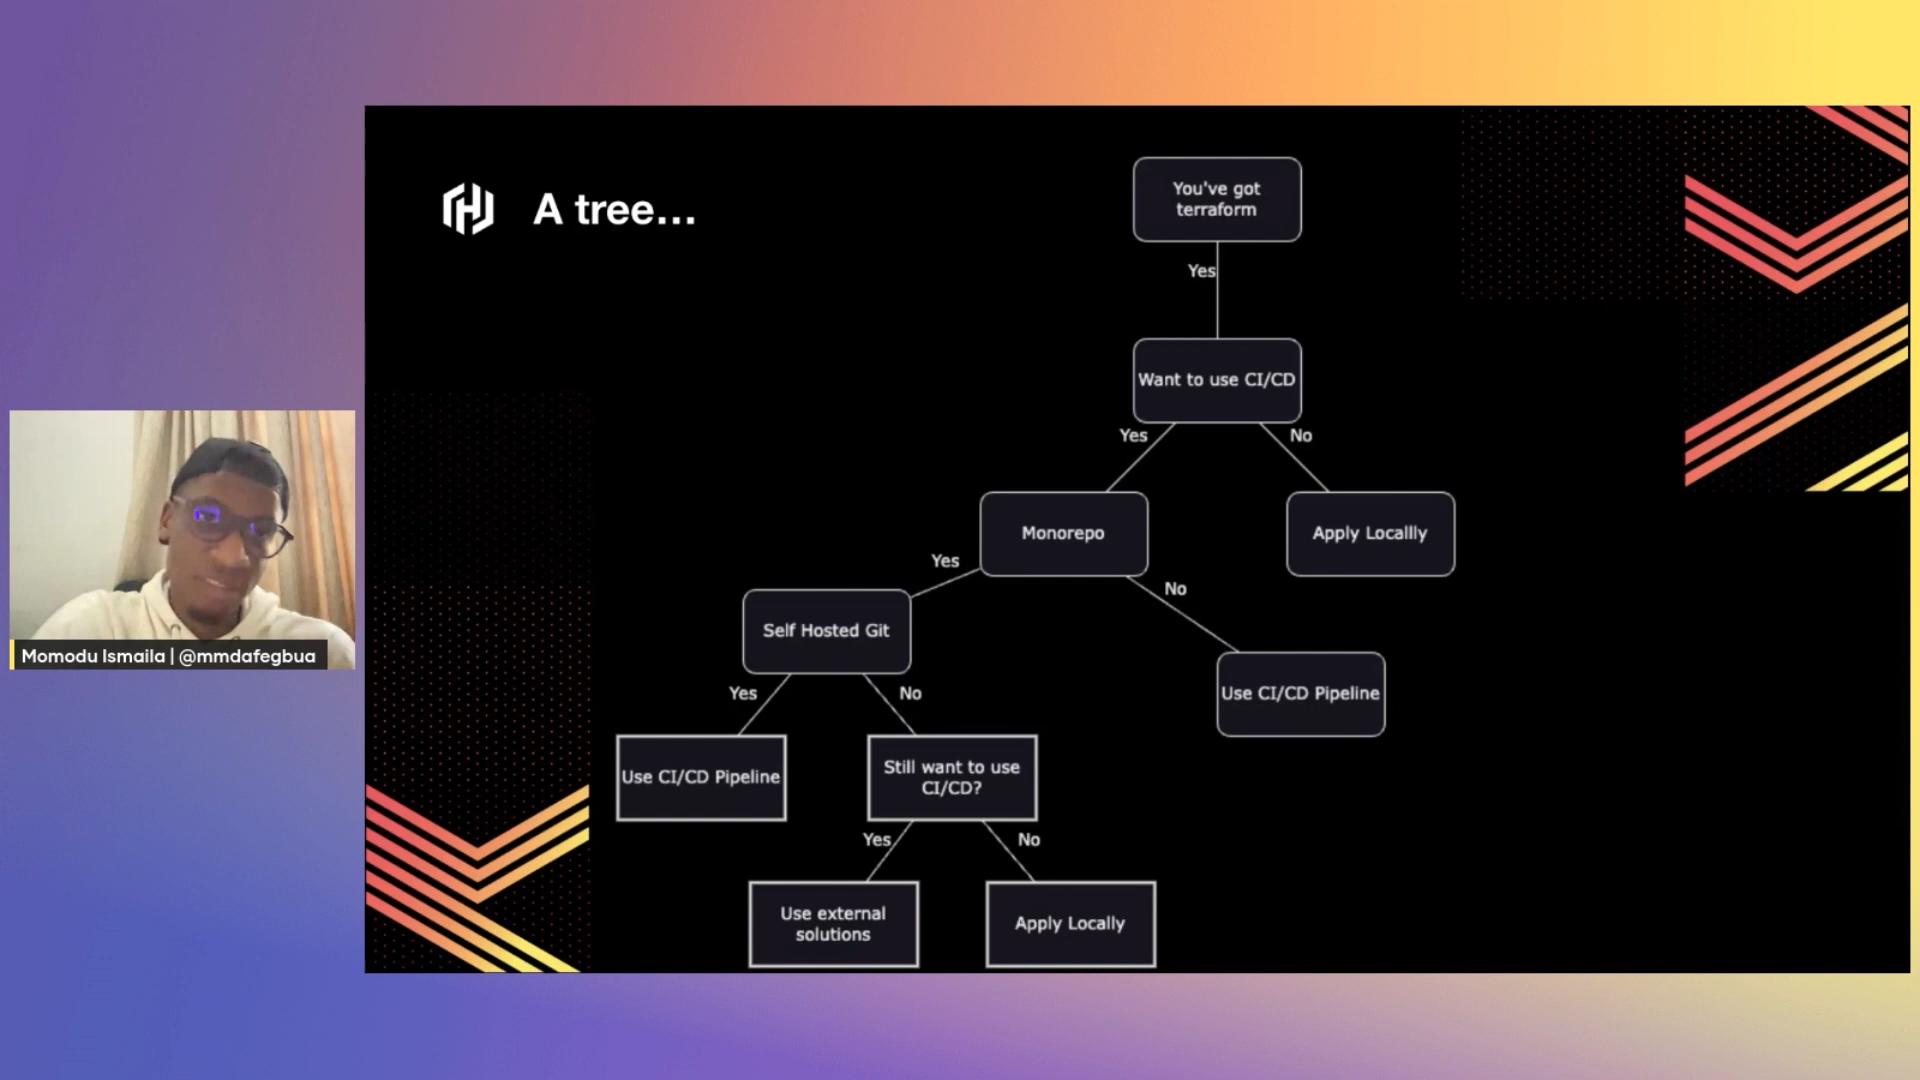 A tree...
You've got
terraform
Yes
Want to use CI/CD
Yes
No
Monorepo
Apply Locallly
Yes
No
Self Hosted Git
Use CI/CD Pipeline
Yes
No
Use CI/CD Pipeline
Still want to use
CI/CD?
Yes
No
Use external
solutions
Apply Locally
Momodu Ismaila | @mmdafegbua